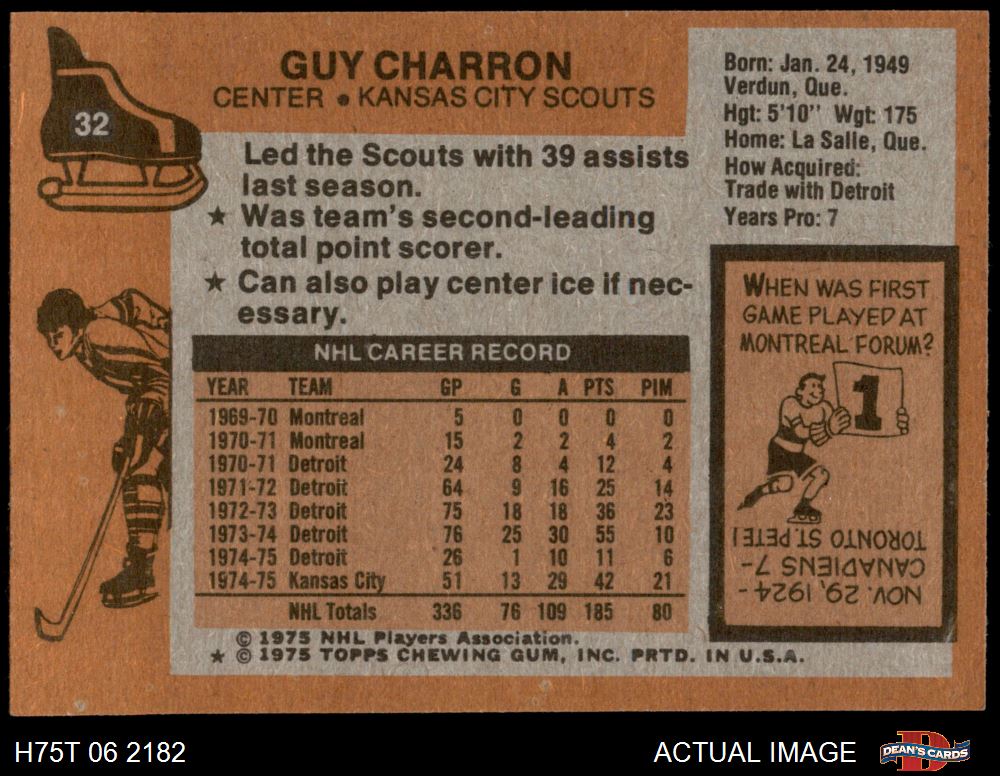 32
GUY CHARRON
CENTER • KANSAS CITY SCOUTS
Led the Scouts with 39 assists
last season.
★ Was team's second-leading
total point scorer.
★ Can also play center ice if nec-
essary.
NHL CAREER RECORD
YEAR TEAM GP G A PTS PIM
1969-70 Montreal 5 0 0 0 0
1970-71 Montreal 15 2 2 4 2
1970-71 Detroit 24 8 4 12 4
1971-72 Detroit 64 9 16 25 14
1972-73 Detroit 75 18 18 36 23
1973-74 Detroit 76 25 30 55 10
1974-75 Detroit 26 1 10 11 6
1974-75 Kansas City 51 13 29 42 21
NHL Totals 336 76 109 185 80
© 1975 NHL Players Association.
★ © 1975 TOPPS CHEWING GUM, INC. PRTD. IN U.S.A.
Born: Jan. 24, 1949
Verdun, Que.
Hgt: 5'10" Wgt: 175
Home: La Salle, Que.
How Acquired:
Trade with Detroit
Years Pro: 7
WHEN WAS FIRST
GAME PLAYED AT
MONTREAL FORUM?
1
NOV. 29, 1924 -
CANADIENS 7 -
TORONTO ST. PETE 1
H75T 06 2182
ACTUAL IMAGE
D
DEAN'S CARDS